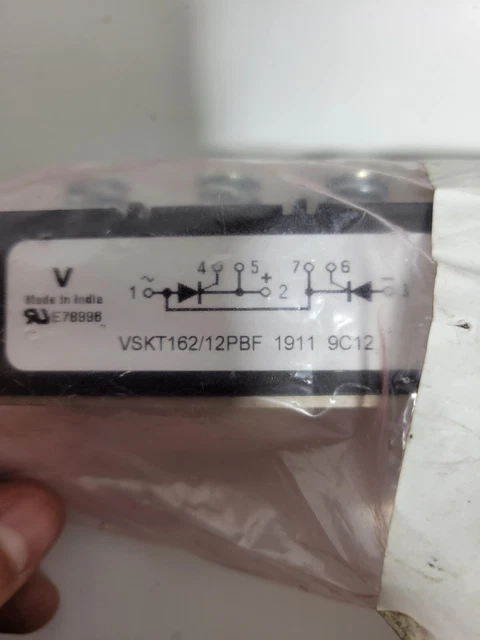 V
Made in India
E78996
~
4 5 + 7 6 -
1 2 3
VSKT162/12PBF 1911 9C12